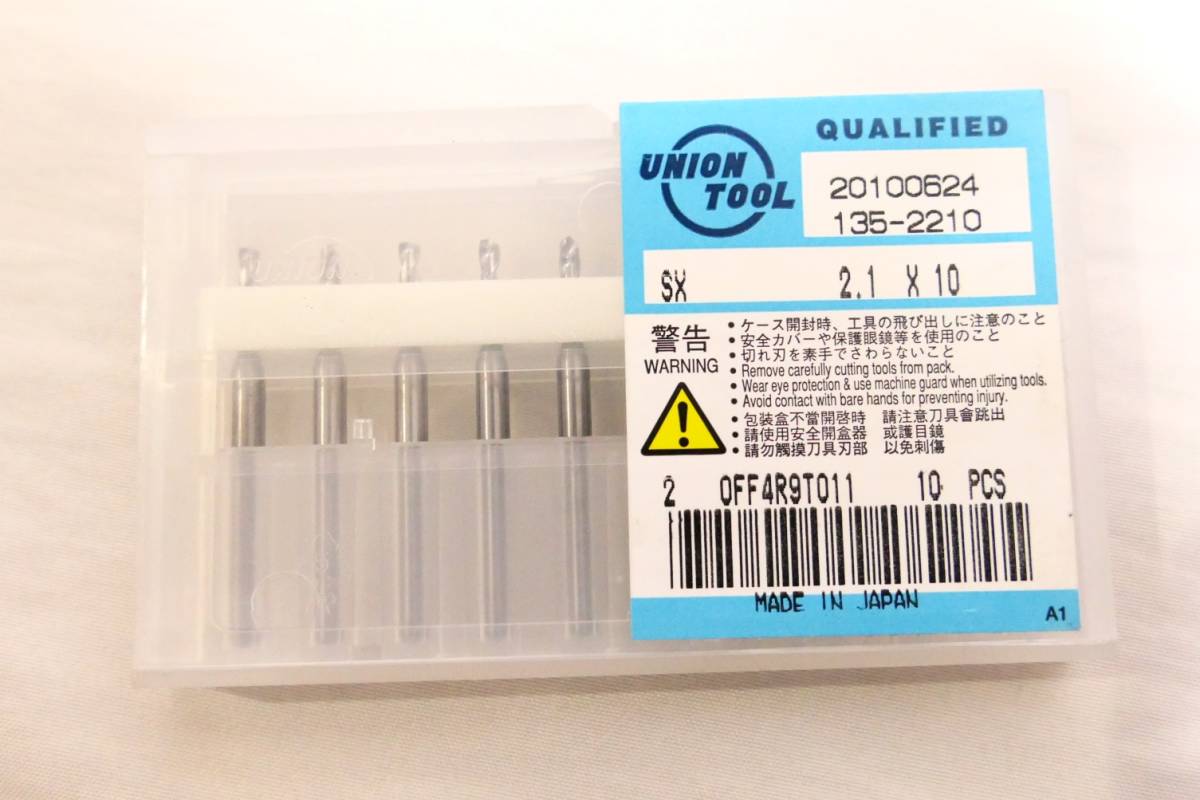 QUALIFIED
UNION
TOOL
20100624
135-2210
SX 2.1 X 10
警告
WARNING
• ケース開封時、工具の飛び出しに注意のこと
• 安全カバーや保護眼鏡等を使用のこと
• 切れ刃を素手でさわらないこと
• Remove carefully cutting tools from pack.
• Wear eye protection & use machine guard when utilizing tools.
• Avoid contact with bare hands for preventing injury.
• 包装盒不當開啓時 請注意刀具會跳出
• 請使用安全開盒器 或護目鏡
• 請勿觸摸刀具刃部 以免刺傷
2 0FF4R9T011 10 PCS
MADE IN JAPAN
A1